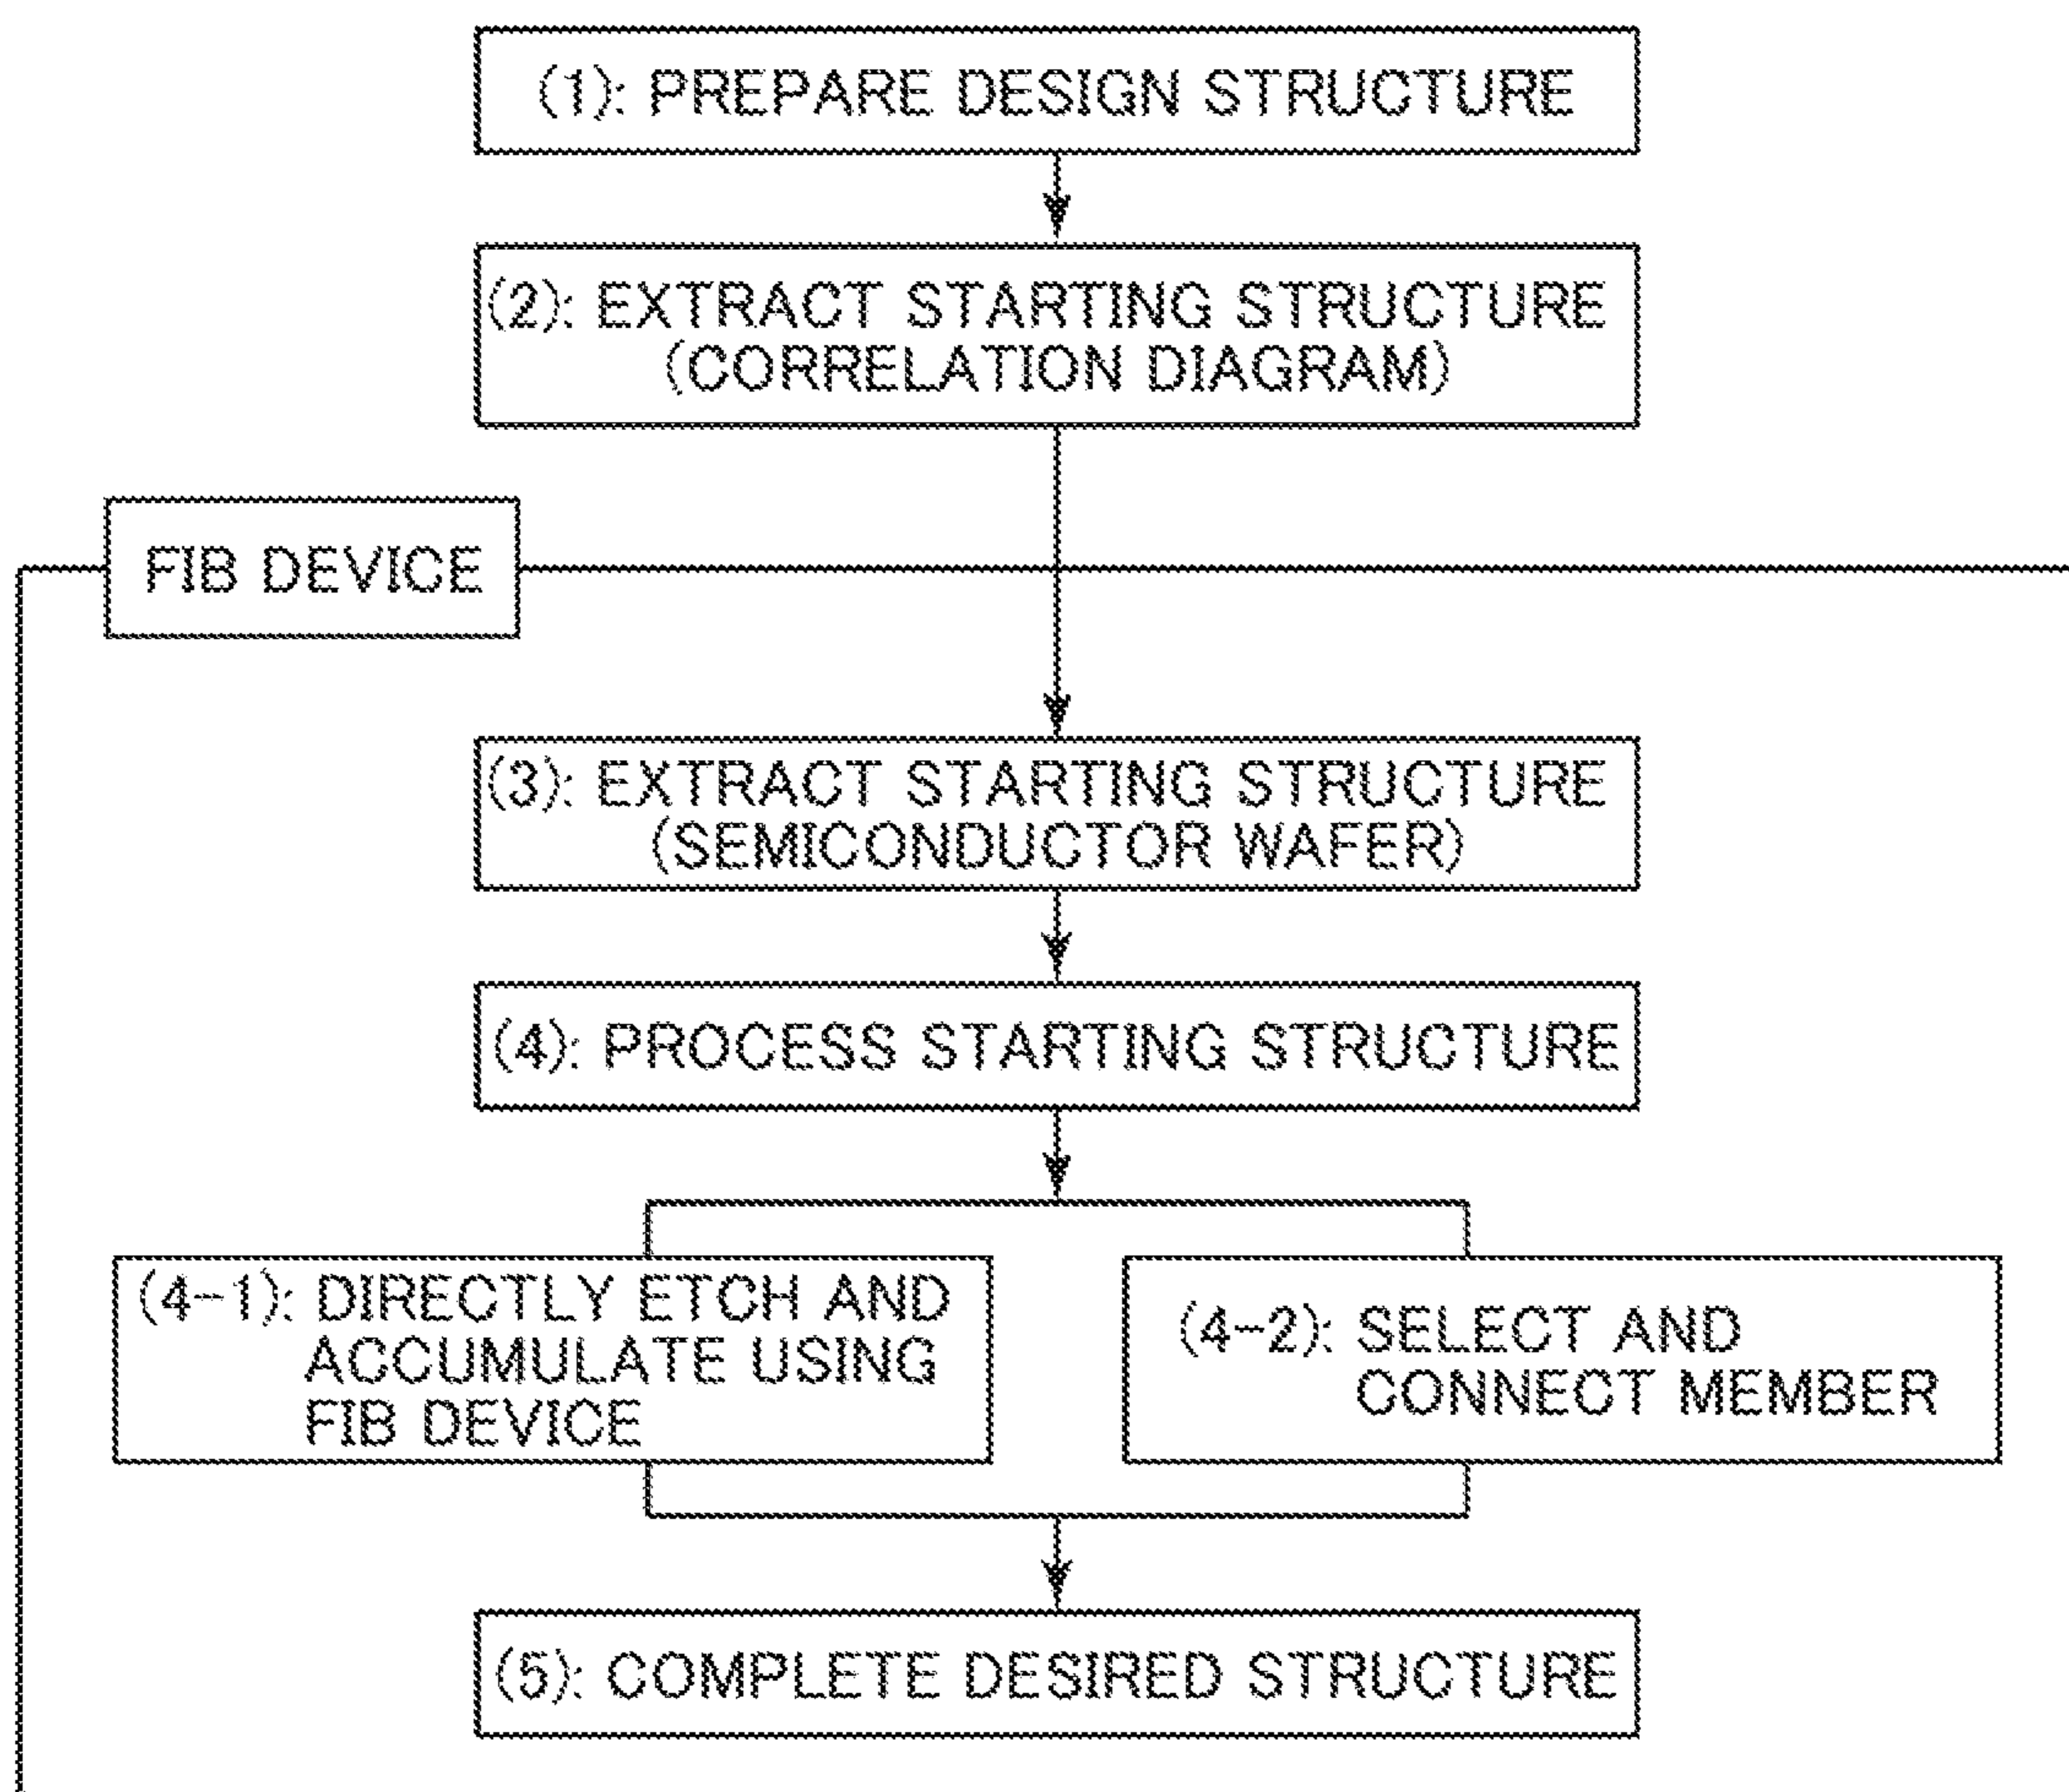 (1): PREPARE DESIGN STRUCTURE
(2): EXTRACT STARTING STRUCTURE
(CORRELATION DIAGRAM)
FIB DEVICE
(3): EXTRACT STARTING STRUCTURE
(SEMICONDUCTOR WAFER)
(4): PROCESS STARTING STRUCTURE
(4-1): DIRECTLY ETCH AND
ACCUMULATE USING
FIB DEVICE
(4-2): SELECT AND
CONNECT MEMBER
(5): COMPLETE DESIRED STRUCTURE